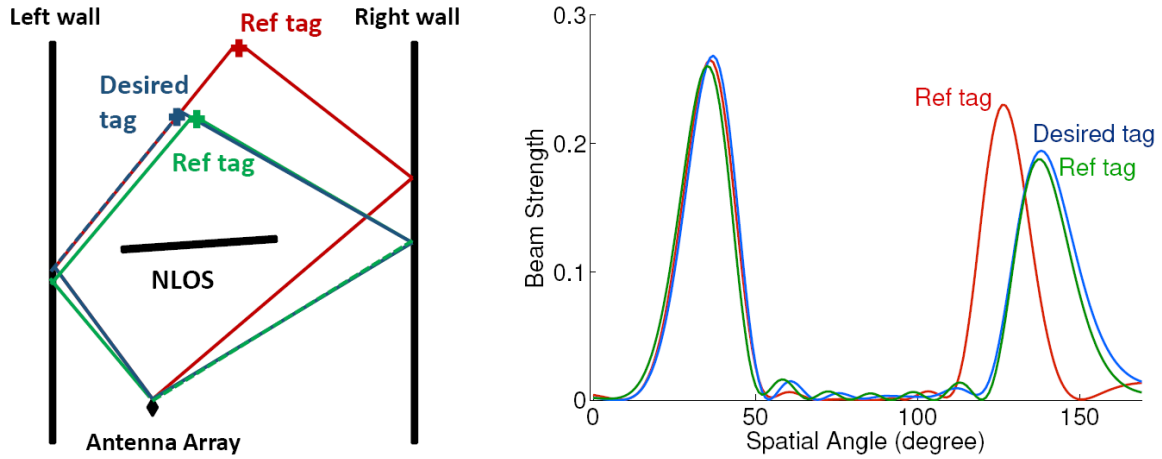 Left wall
Right wall
Ref tag
Desired
tag
Ref tag
NLOS
Antenna Array
0.3
0.2
0.1
0
Beam Strength
Ref tag
Desired tag
Ref tag
0
50
100
150
Spatial Angle (degree)